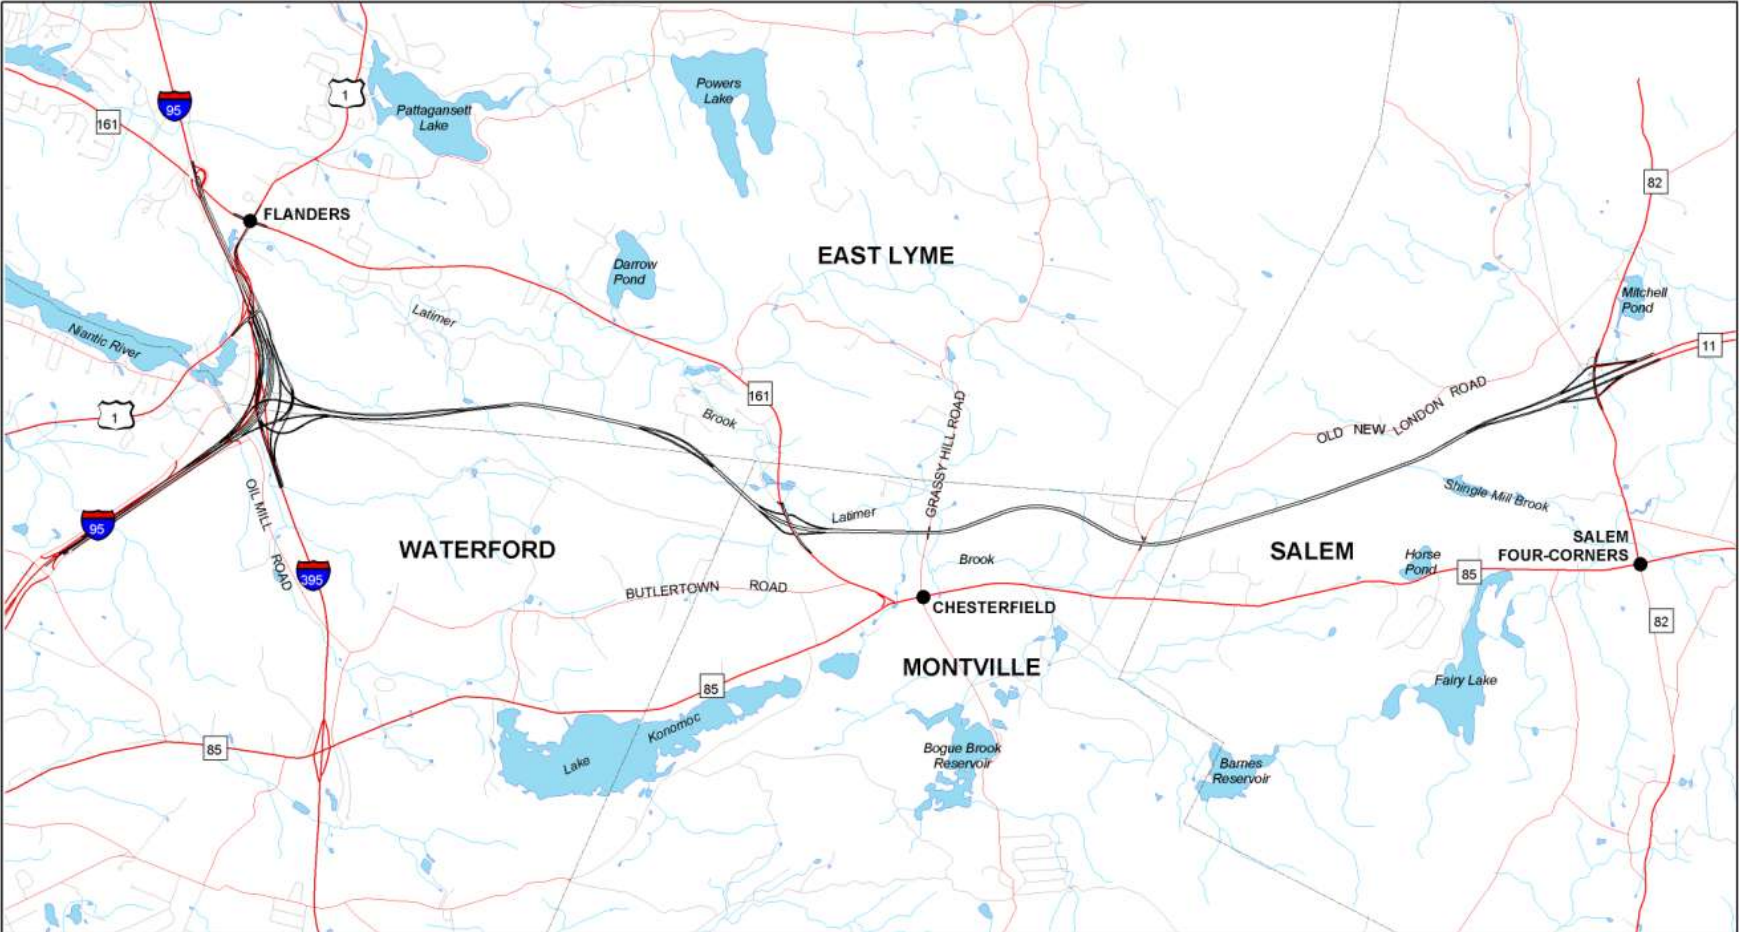 95
1
161
Pattagansett
Lake
Powers
Lake
82
FLANDERS
EAST LYME
Darrow
Pond
Mitchell
Pond
Latimer
Niantic River
11
161
1
Brook
GRASSY HILL ROAD
OLD NEW LONDON ROAD
OIL MILL ROAD
Shingle Mill Brook
Latimer
95
WATERFORD
Brook
SALEM
SALEM
FOUR-CORNERS
Horse
Pond
85
395
BUTLERTOWN ROAD
CHESTERFIELD
82
MONTVILLE
85
Fairy Lake
Lake Konomoc
85
Bogue Brook
Reservoir
Barnes
Reservoir